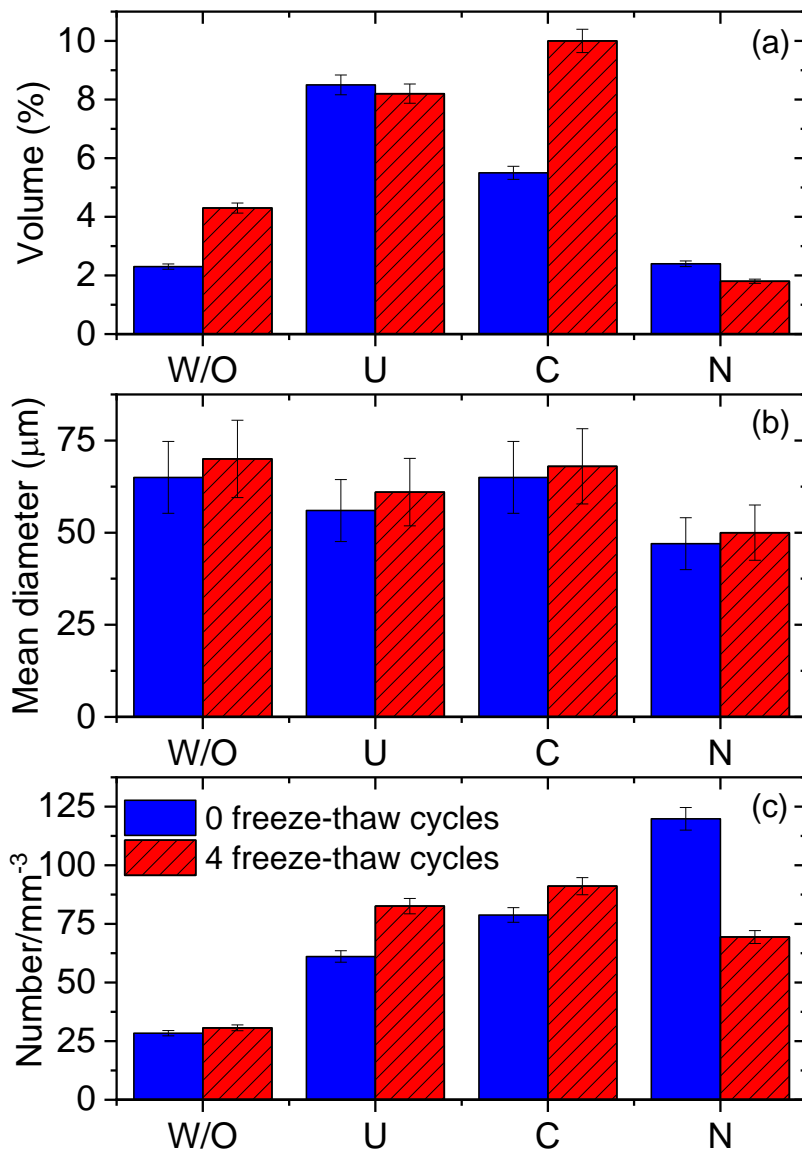 (a)
Volume (%)
10
8
6
4
2
0
W/O U C N
(b)
Mean diameter (μm)
75
50
25
0
W/O U C N
(c)
Number/mm⁻³
125
100
75
50
25
0
0 freeze-thaw cycles
4 freeze-thaw cycles
W/O U C N